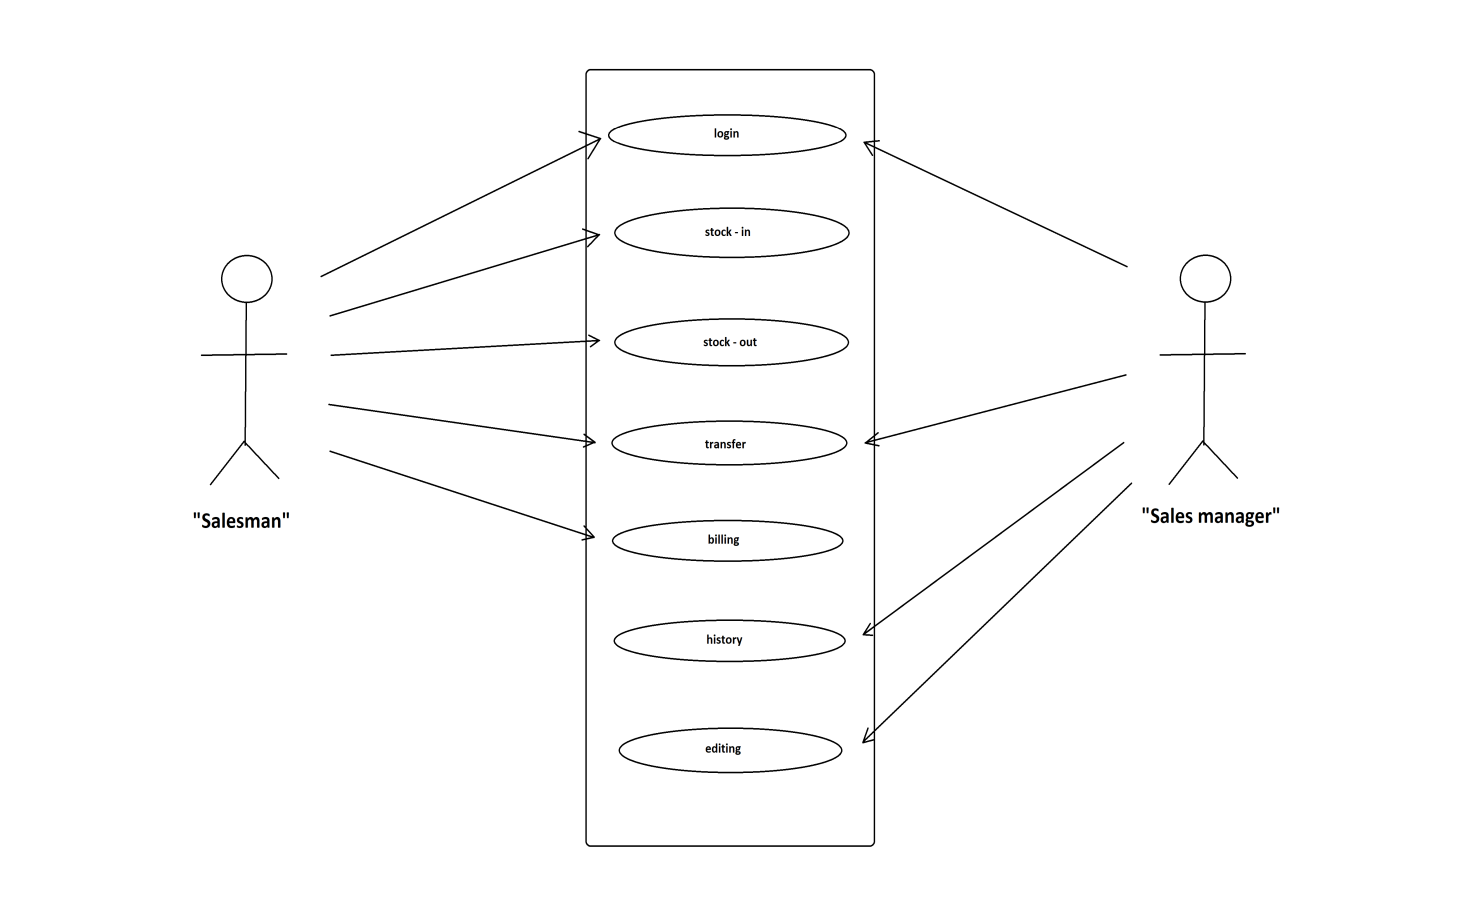 login
stock - in
stock - out
transfer
billing
history
editing
"Salesman"
"Sales manager"